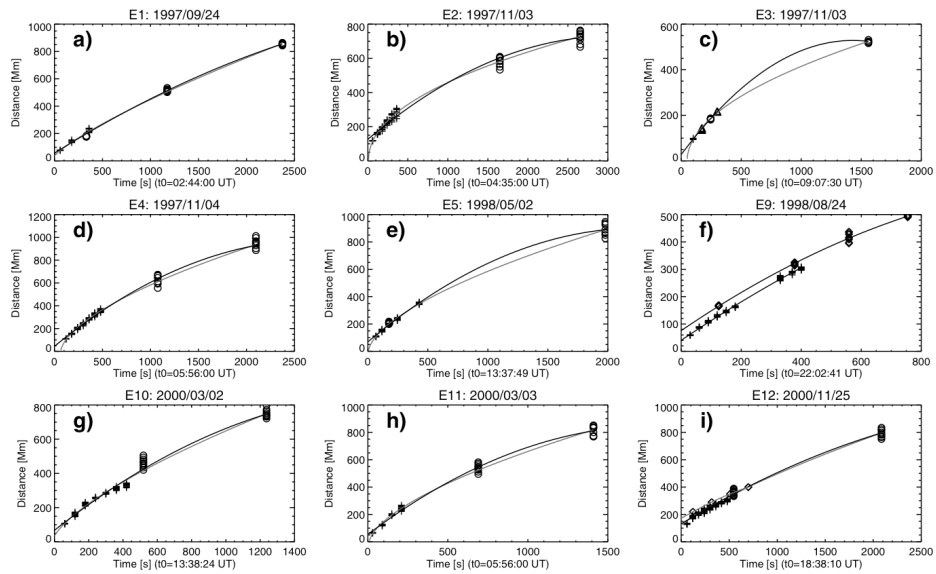 E1: 1997/09/24
a)
Distance [Mm]
1000
800
600
400
200
0
0 500 1000 1500 2000 2500
Time [s] (t0=02:44:00 UT)
E2: 1997/11/03
b)
Distance [Mm]
800
600
400
200
0
0 500 1000 1500 2000 2500 3000
Time [s] (t0=04:35:00 UT)
E3: 1997/11/03
c)
Distance [Mm]
600
400
200
0
0 500 1000 1500 2000
Time [s] (t0=09:07:30 UT)
E4: 1997/11/04
d)
Distance [Mm]
1200
1000
800
600
400
200
0
0 500 1000 1500 2000 2500
Time [s] (t0=05:56:00 UT)
E5: 1998/05/02
e)
Distance [Mm]
1000
800
600
400
200
0
0 500 1000 1500 2000
Time [s] (t0=13:37:49 UT)
E9: 1998/08/24
f)
Distance [Mm]
500
400
300
200
100
0
0 200 400 600 800
Time [s] (t0=22:02:41 UT)
E10: 2000/03/02
g)
Distance [Mm]
800
600
400
200
0
0 200 400 600 800 1000 1200 1400
Time [s] (t0=13:38:24 UT)
E11: 2000/03/03
h)
Distance [Mm]
1000
800
600
400
200
0
0 500 1000 1500
Time [s] (t0=05:56:00 UT)
E12: 2000/11/25
i)
Distance [Mm]
1000
800
600
400
200
0
0 500 1000 1500 2000 2500
Time [s] (t0=18:38:10 UT)